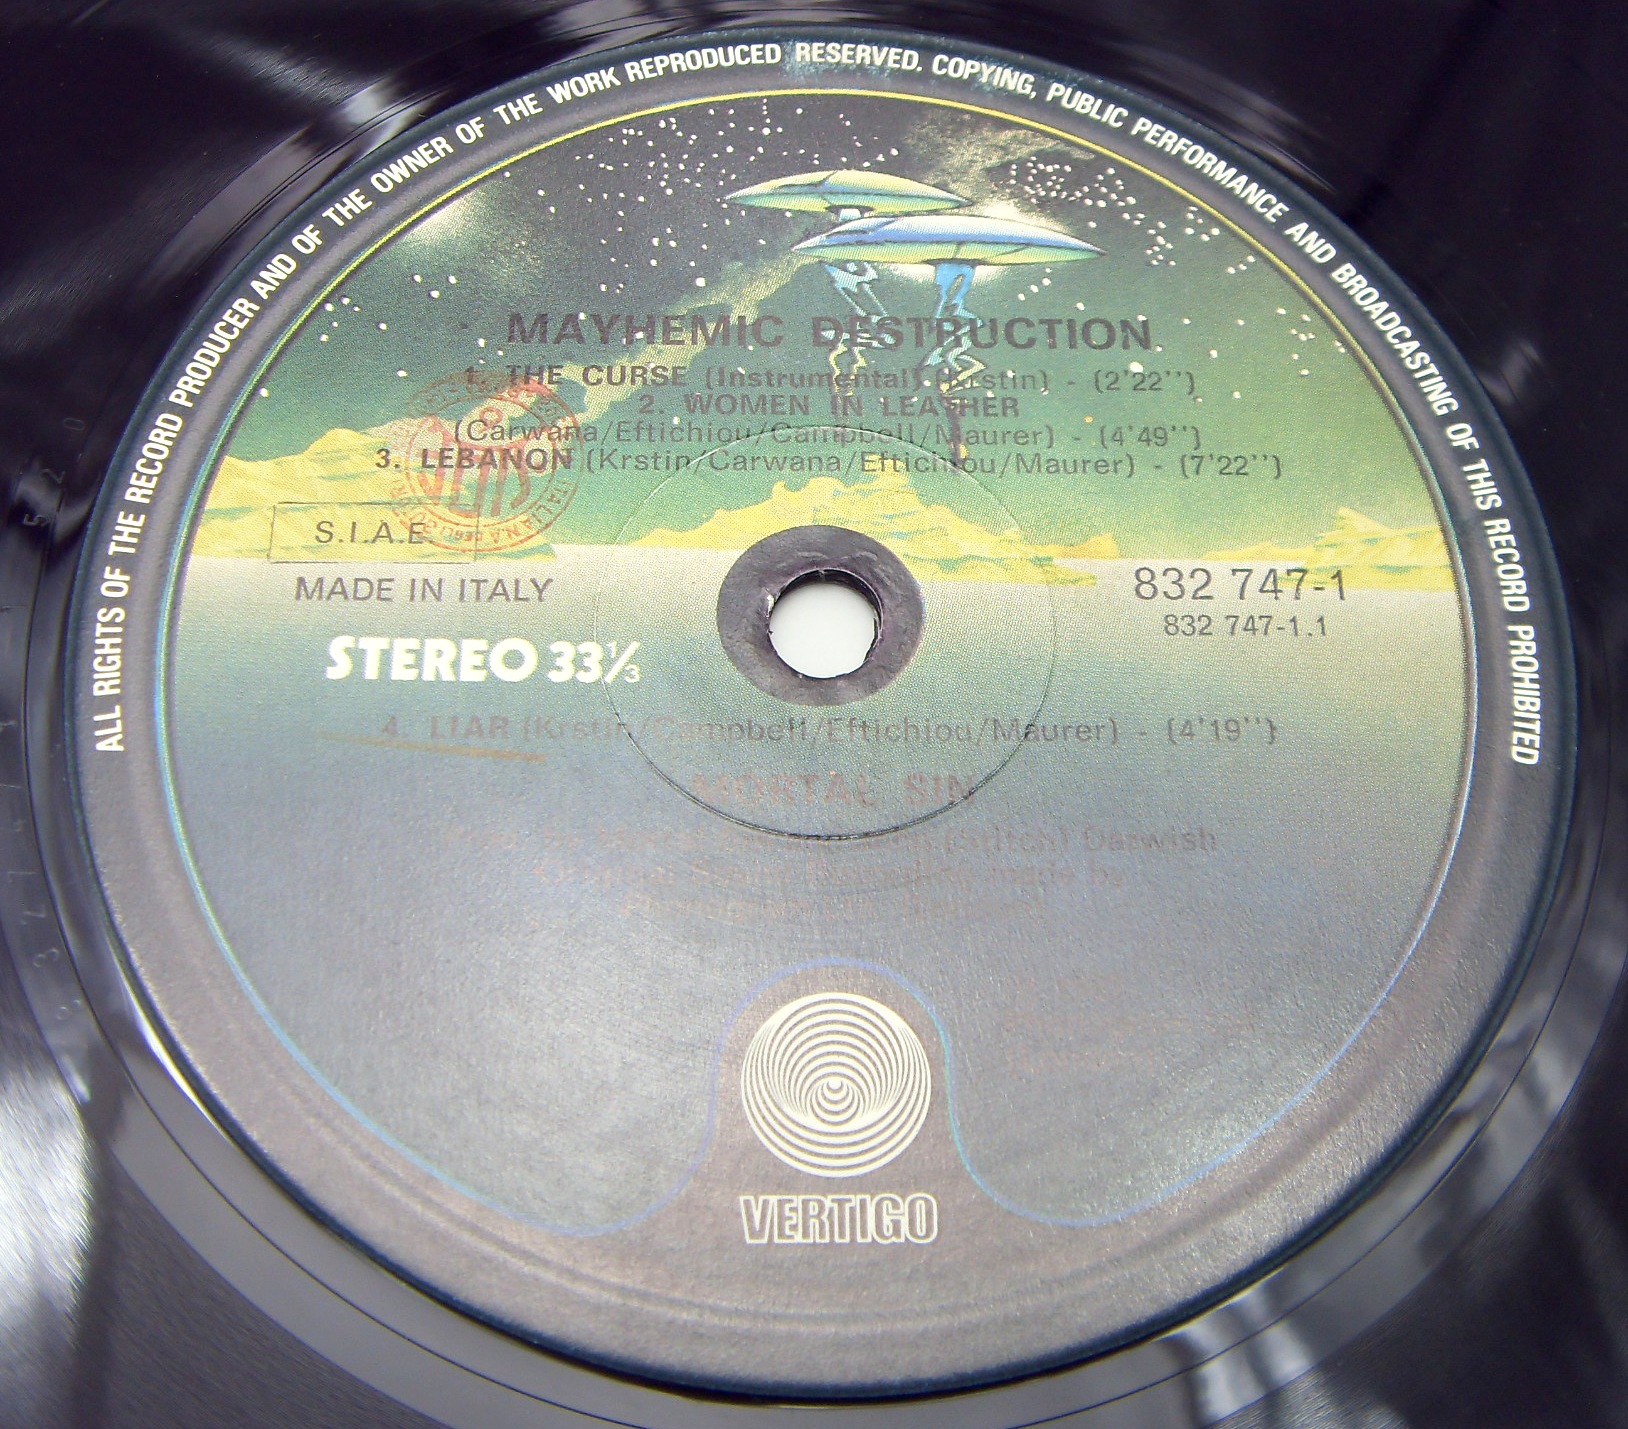 ALL RIGHTS OF THE RECORD PRODUCER AND OF THE OWNER OF THE WORK REPRODUCED RESERVED. COPYING, PUBLIC PERFORMANCE AND BROADCASTING OF THIS RECORD PROHIBITED
MAYHEMIC DESTRUCTION
1. THE CURSE (Instrumental) (Krstin) - (2'22'')
2. WOMEN IN LEATHER
(Carwana/Eftichiou/Campbell/Maurer) - (4'49'')
3. LEBANON (Krstin/Carwana/Eftichiou/Maurer) - (7'22'')
S.I.A.E.
MADE IN ITALY
832 747-1
832 747-1.1
STEREO 33⅓
4. LIAR (Krstin/Campbell/Eftichiou/Maurer) - (4'19'')
MORTAL SIN
Darwish
VERTIGO